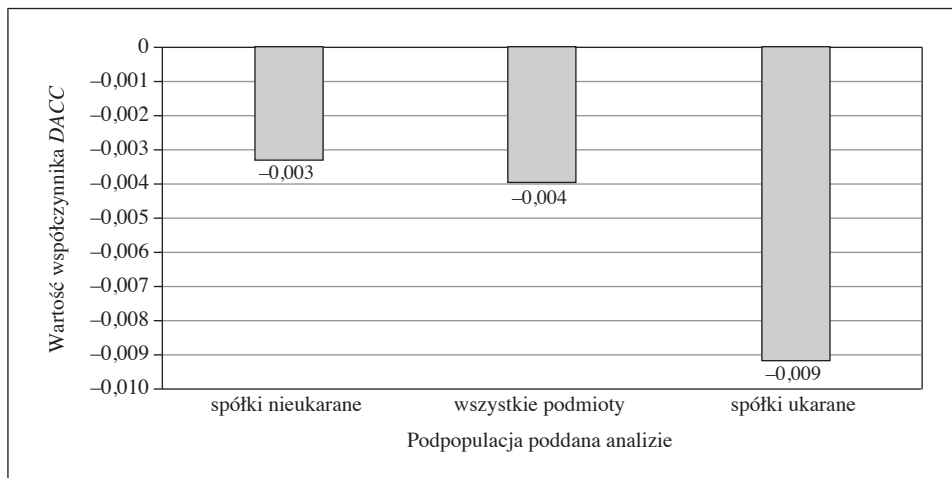 Wartość współczynnika DACC
0
–0,001
–0,002
–0,003
–0,004
–0,005
–0,006
–0,007
–0,008
–0,009
–0,010
–0,003
–0,004
–0,009
spółki nieukarane
wszystkie podmioty
spółki ukarane
Podpopulacja poddana analizie